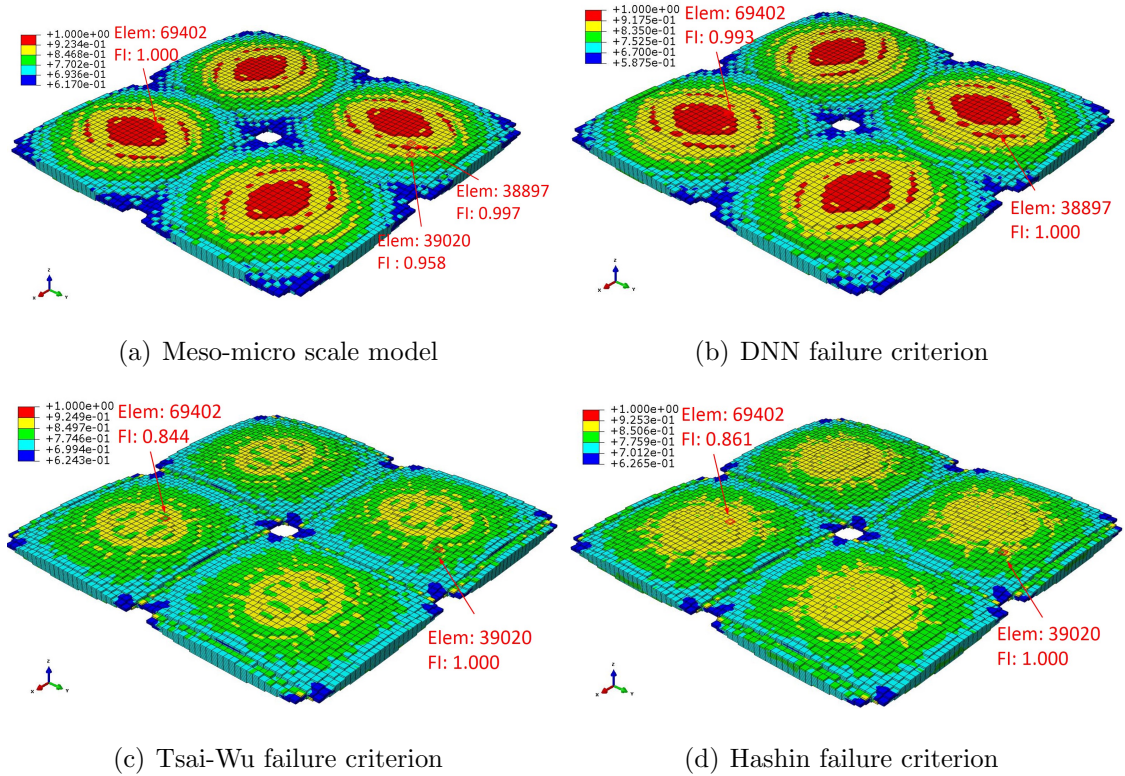 +1.000e+00
+9.234e-01
+8.468e-01
+7.702e-01
+6.936e-01
+6.170e-01
Elem: 69402
FI: 1.000
Elem: 38897
FI: 0.997
Elem: 39020
FI : 0.958
Z
X
Y
(a) Meso-micro scale model
+1.000e+00
+9.175e-01
+8.350e-01
+7.525e-01
+6.700e-01
+5.875e-01
Elem: 69402
FI: 0.993
Elem: 38897
FI: 1.000
Z
X
Y
(b) DNN failure criterion
+1.000e+00
+9.249e-01
+8.497e-01
+7.746e-01
+6.994e-01
+6.243e-01
Elem: 69402
FI: 0.844
Elem: 39020
FI: 1.000
Z
X
Y
(c) Tsai-Wu failure criterion
+1.000e+00
+9.253e-01
+8.506e-01
+7.759e-01
+7.012e-01
+6.265e-01
Elem: 69402
FI: 0.861
Elem: 39020
FI: 1.000
Z
X
Y
(d) Hashin failure criterion